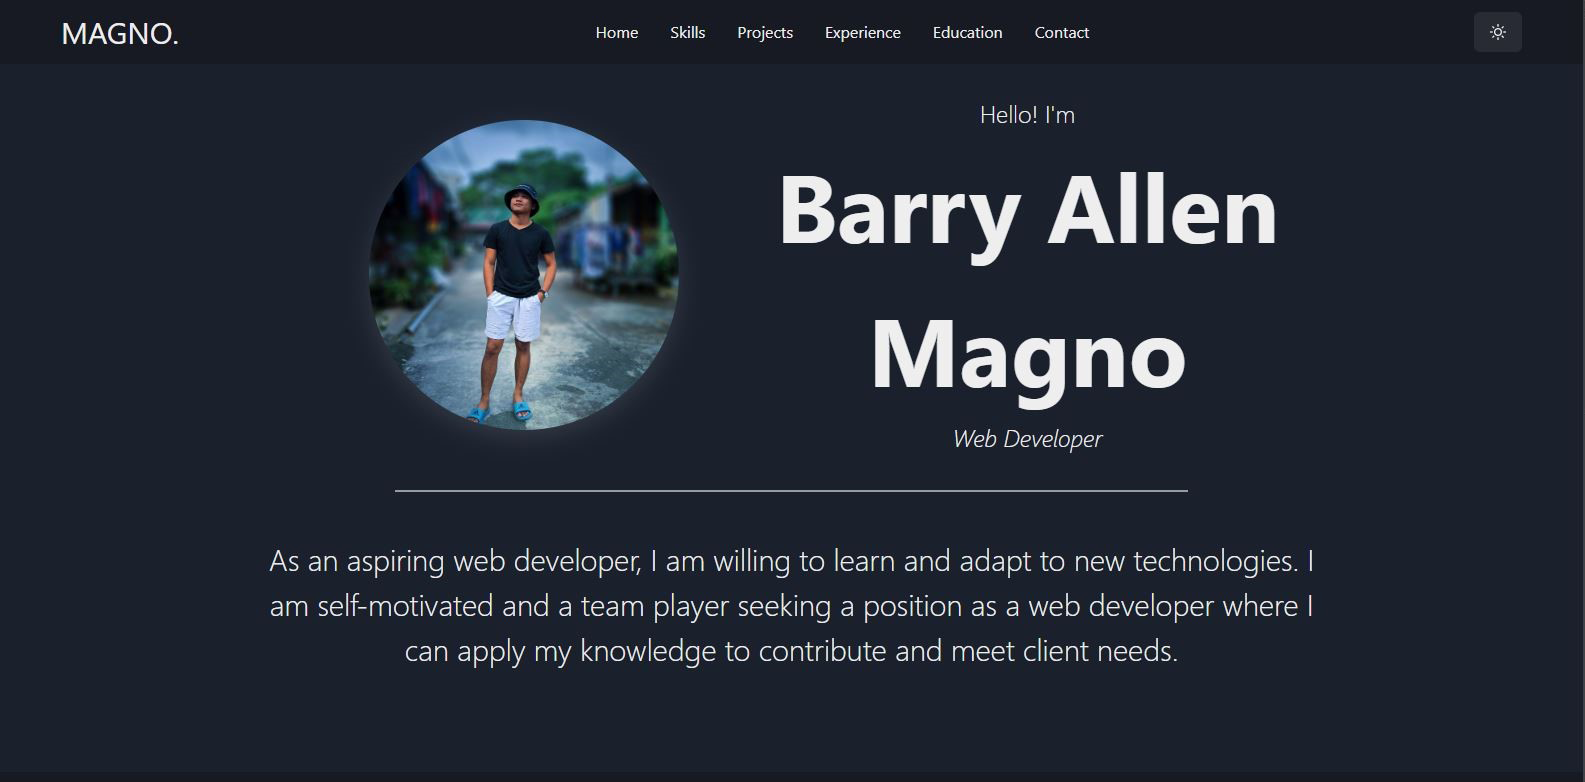 MAGNO.
Home Skills Projects Experience Education Contact
Hello! I'm
Barry Allen
Magno
Web Developer
As an aspiring web developer, I am willing to learn and adapt to new technologies. I
am self-motivated and a team player seeking a position as a web developer where I
can apply my knowledge to contribute and meet client needs.